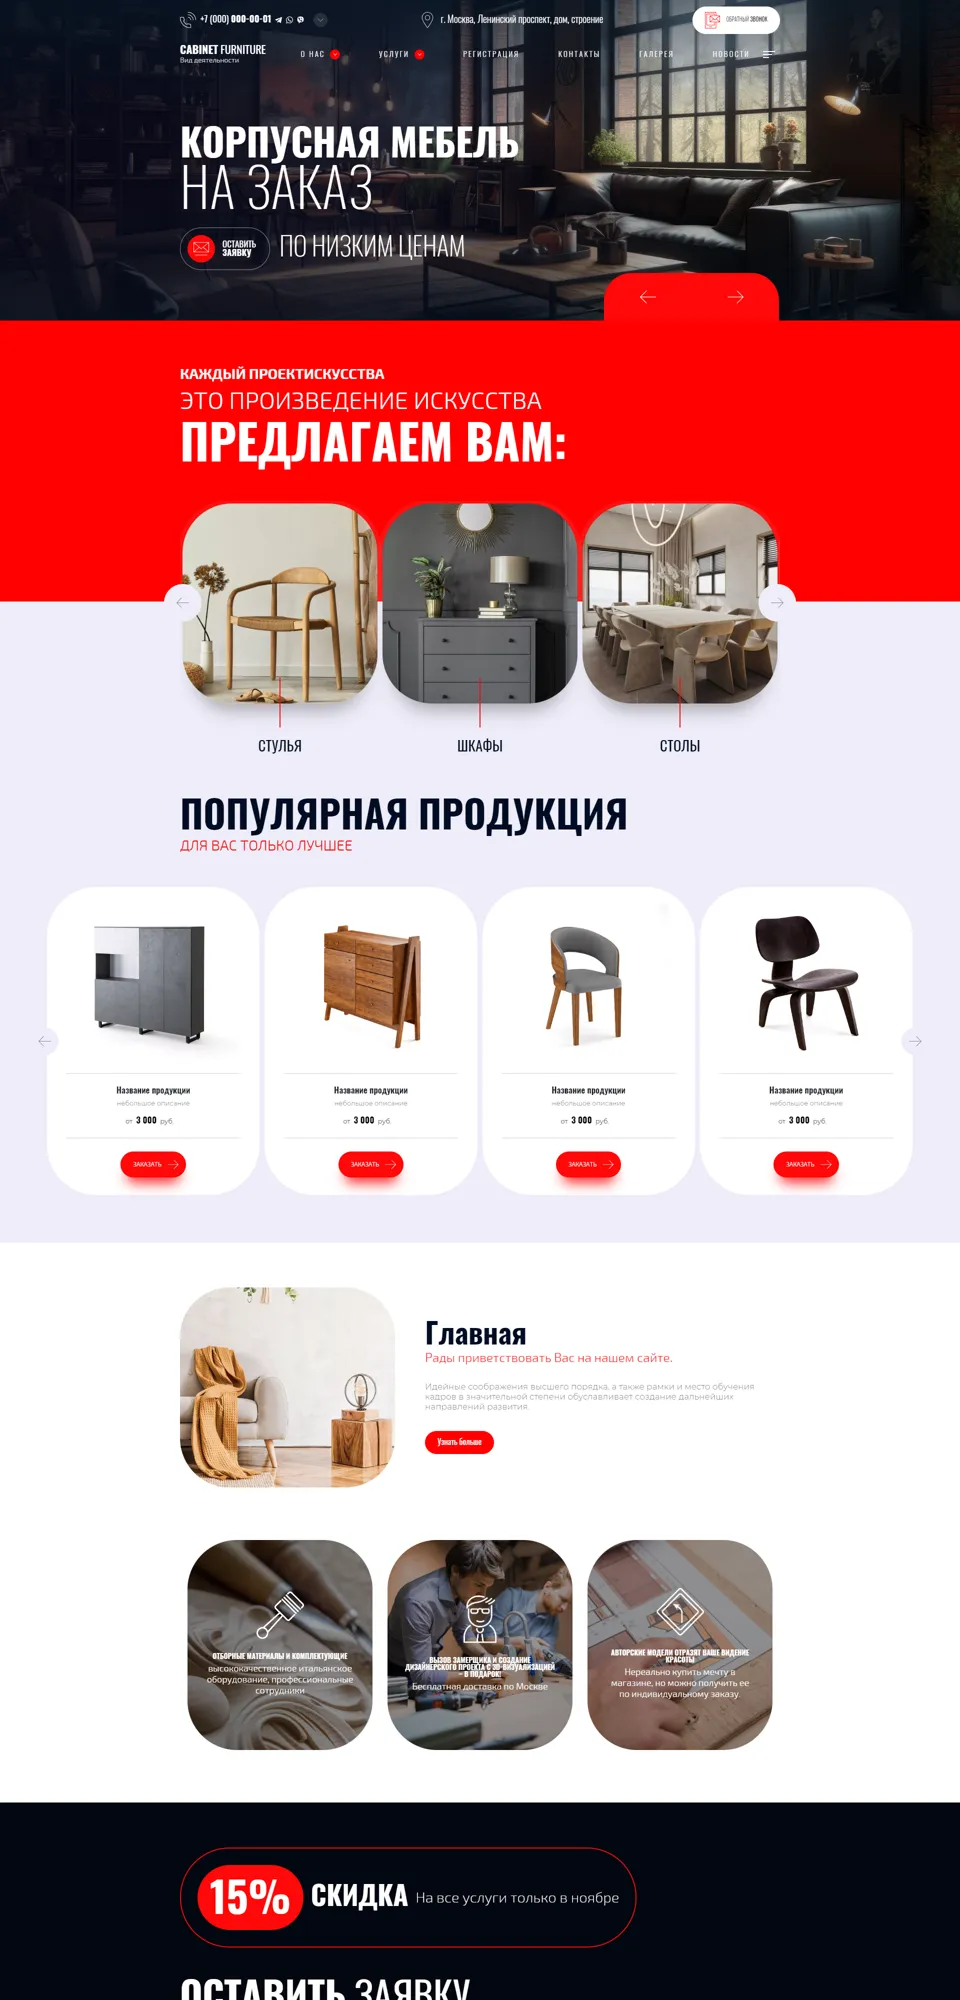 +7 (000) 000-00-01
г. Москва, Ленинский проспект, дом, строение
ОБРАТНЫЙ ЗВОНОК
CABINET FURNITURE
Вид деятельности
О НАС
УСЛУГИ
РЕГИСТРАЦИЯ
КОНТАКТЫ
ГАЛЕРЕЯ
НОВОСТИ
КОРПУСНАЯ МЕБЕЛЬ
НА ЗАКАЗ
ОСТАВИТЬ
ЗАЯВКУ
ПО НИЗКИМ ЦЕНАМ
КАЖДЫЙ ПРОЕКТИСКУССТВА
ЭТО ПРОИЗВЕДЕНИЕ ИСКУССТВА
ПРЕДЛАГАЕМ ВАМ:
СТУЛЬЯ
ШКАФЫ
СТОЛЫ
ПОПУЛЯРНАЯ ПРОДУКЦИЯ
ДЛЯ ВАС ТОЛЬКО ЛУЧШЕЕ
Название продукции
небольшое описание
от 3 000 руб.
ЗАКАЗАТЬ
Название продукции
небольшое описание
от 3 000 руб.
ЗАКАЗАТЬ
Название продукции
небольшое описание
от 3 000 руб.
ЗАКАЗАТЬ
Название продукции
небольшое описание
от 3 000 руб.
ЗАКАЗАТЬ
Главная
Рады приветствовать Вас на нашем сайте.
Идейные соображения высшего порядка, а также рамки и место обучения
кадров в значительной степени обуславливает создание дальнейших
направлений развития.
Узнать больше
ОТБОРНЫЕ МАТЕРИАЛЫ И КОМПЛЕКТУЮЩИЕ
высококачественное итальянское
оборудование, профессиональные
сотрудники
ВЫЗОВ ЗАМЕРЩИКА И СОЗДАНИЕ
ДИЗАЙНЕРСКОГО ПРОЕКТА С 3D-ВИЗУАЛИЗАЦИЕЙ
– В ПОДАРОК!
Бесплатная доставка по Москве
АВТОРСКИЕ МОДЕЛИ ОТРАЗЯТ НАШЕ ВИДЕНИЕ
КРАСОТЫ
Нереально купить мечту в
магазине, но можно получить ее
по индивидуальному заказу.
15%
СКИДКА
На все услуги только в ноябре
ОСТАВИТЬ ЗАЯВКУ